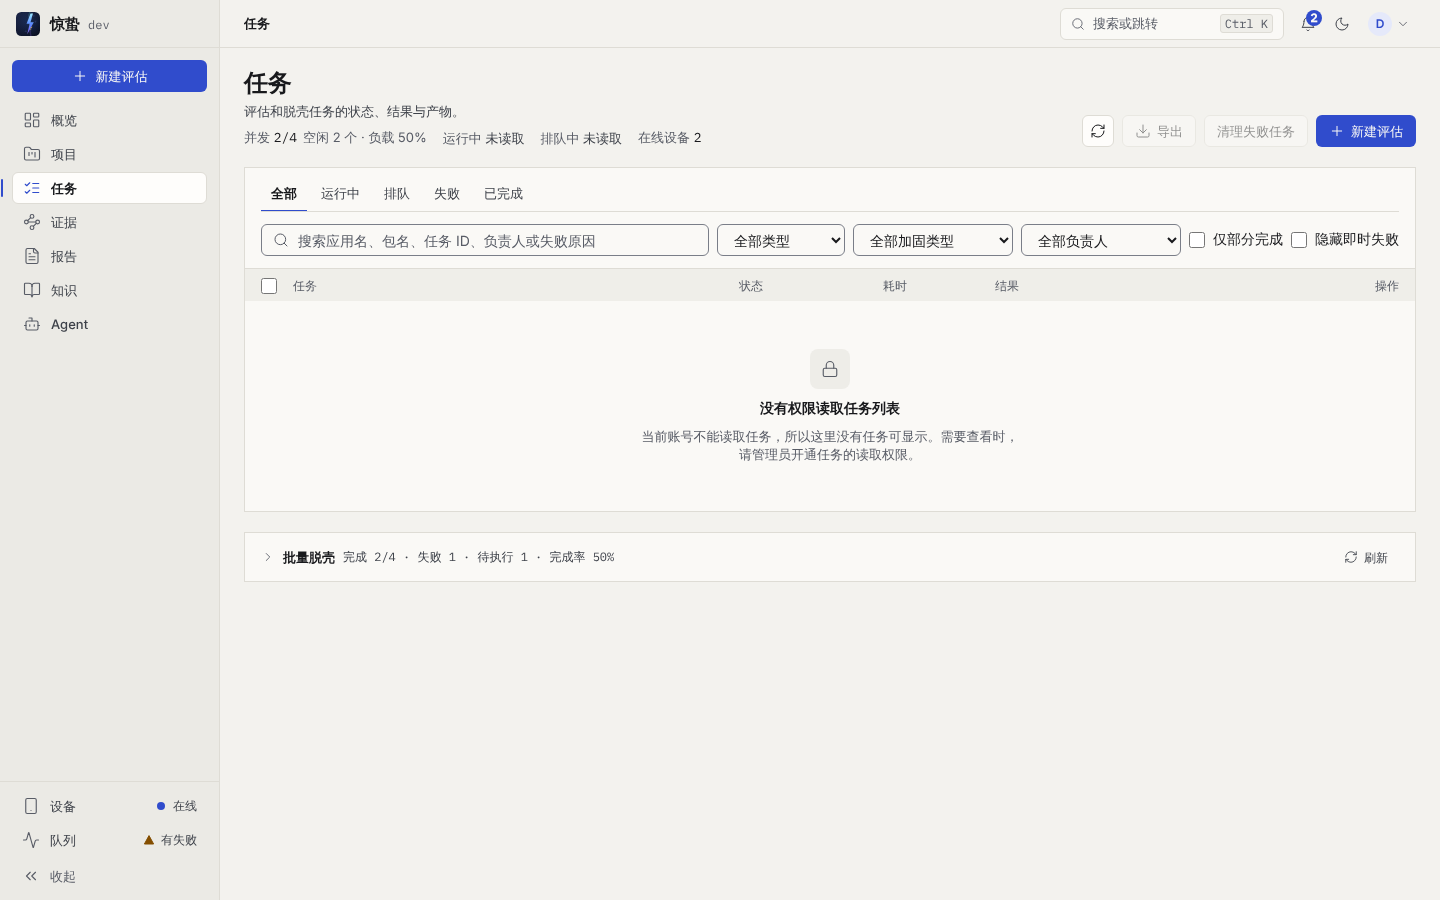 惊蛰 dev
新建评估
概览
项目
任务
证据
报告
知识
Agent
设备 在线
队列 有失败
收起
任务
搜索或跳转 Ctrl K
2
D
任务
评估和脱壳任务的状态、结果与产物。
并发 2/4 空闲 2 个 · 负载 50% 运行中 未读取 排队中 未读取 在线设备 2
导出 清理失败任务 新建评估
全部 运行中 排队 失败 已完成
搜索应用名、包名、任务 ID、负责人或失败原因 全部类型 全部加固类型 全部负责人 仅部分完成 隐藏即时失败
任务 状态 耗时 结果 操作
没有权限读取任务列表
当前账号不能读取任务，所以这里没有任务可显示。需要查看时，
请管理员开通任务的读取权限。
批量脱壳 完成 2/4 · 失败 1 · 待执行 1 · 完成率 50% 刷新